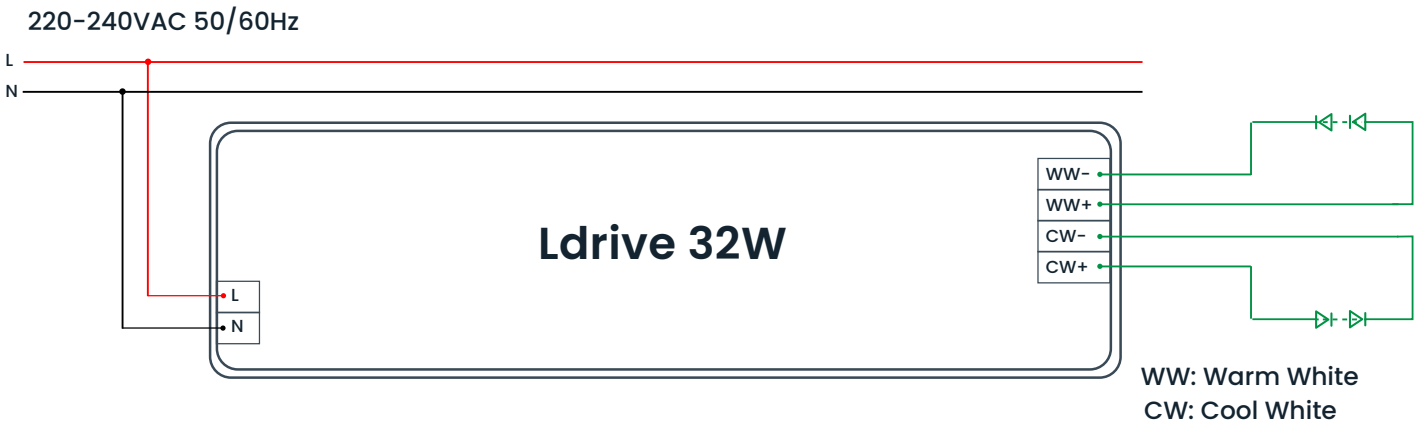 220-240VAC 50/60Hz
L
N
WW-
WW+
CW-
CW+
Ldrive 32W
L
N
WW: Warm White
CW: Cool White